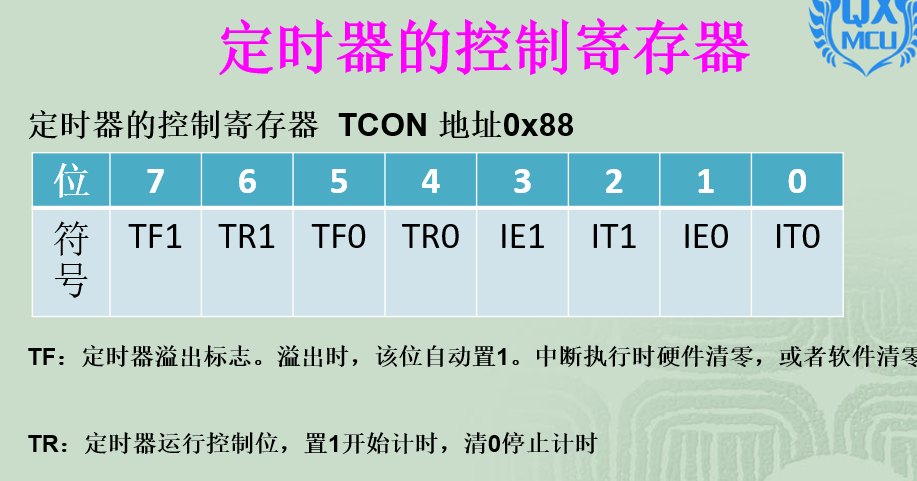 定时器的控制寄存器
QX
MCU
定时器的控制寄存器 TCON 地址0x88
位 7 6 5 4 3 2 1 0
符号 TF1 TR1 TF0 TR0 IE1 IT1 IE0 IT0
TF：定时器溢出标志。溢出时，该位自动置1。中断执行时硬件清零，或者软件清零
TR：定时器运行控制位，置1开始计时，清0停止计时